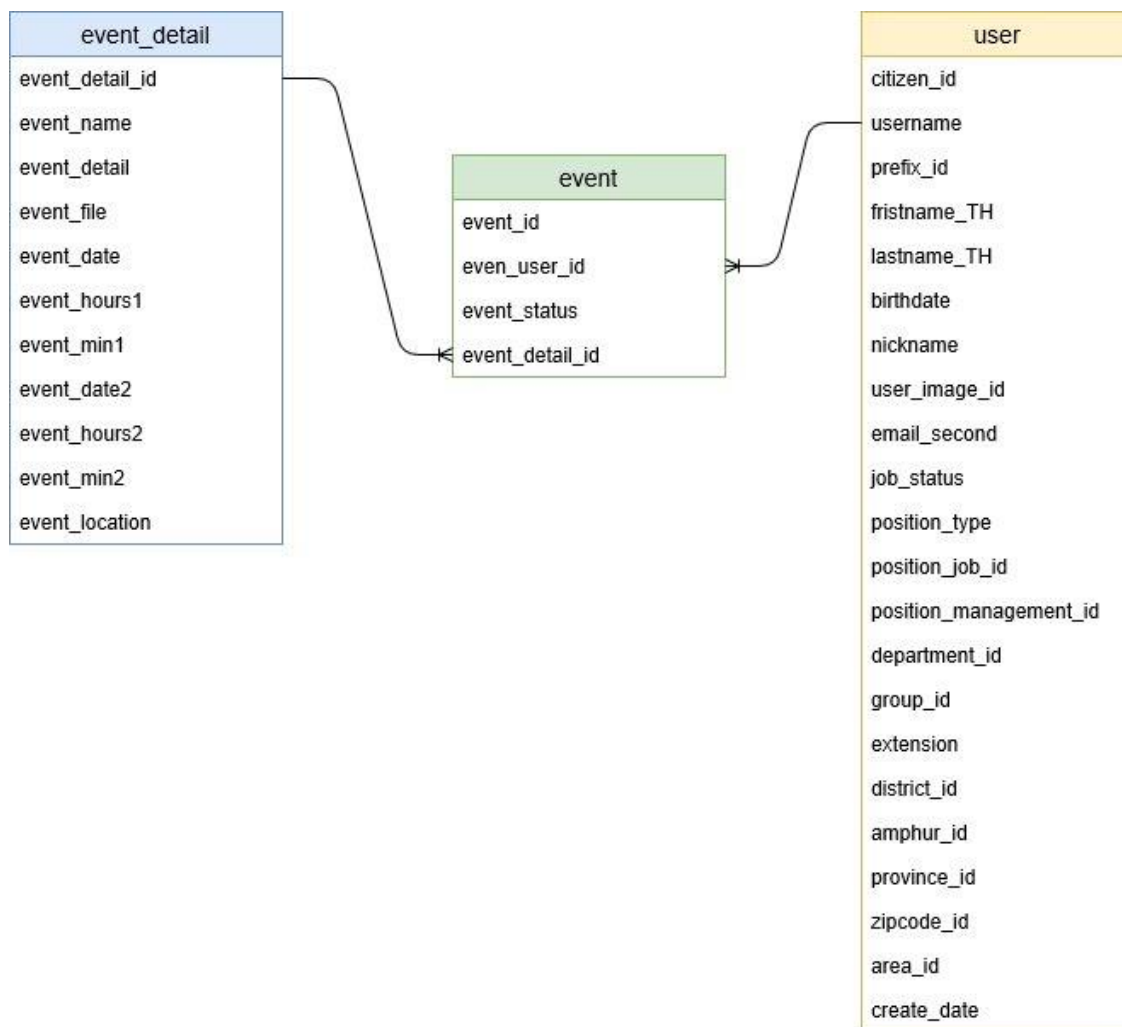 event_detail
event_detail_id
event_name
event_detail
event_file
event_date
event_hours1
event_min1
event_date2
event_hours2
event_min2
event_location
event
event_id
even_user_id
event_status
event_detail_id
user
citizen_id
username
prefix_id
fristname_TH
lastname_TH
birthdate
nickname
user_image_id
email_second
job_status
position_type
position_job_id
position_management_id
department_id
group_id
extension
district_id
amphur_id
province_id
zipcode_id
area_id
create_date